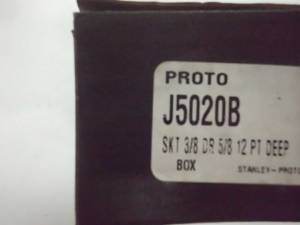 PROTO
J5020B
SKT 3/8 DR 5/8 12 PT DEEP
BOX STANLEY-PROTO